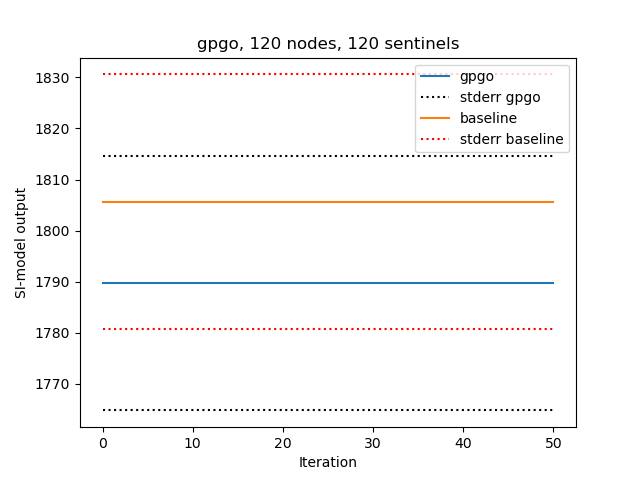 gpgo, 120 nodes, 120 sentinels
1830
1820
1810
1800
1790
1780
1770
SI-model output
gpgo
stderr gpgo
baseline
stderr baseline
0 10 20 30 40 50
Iteration